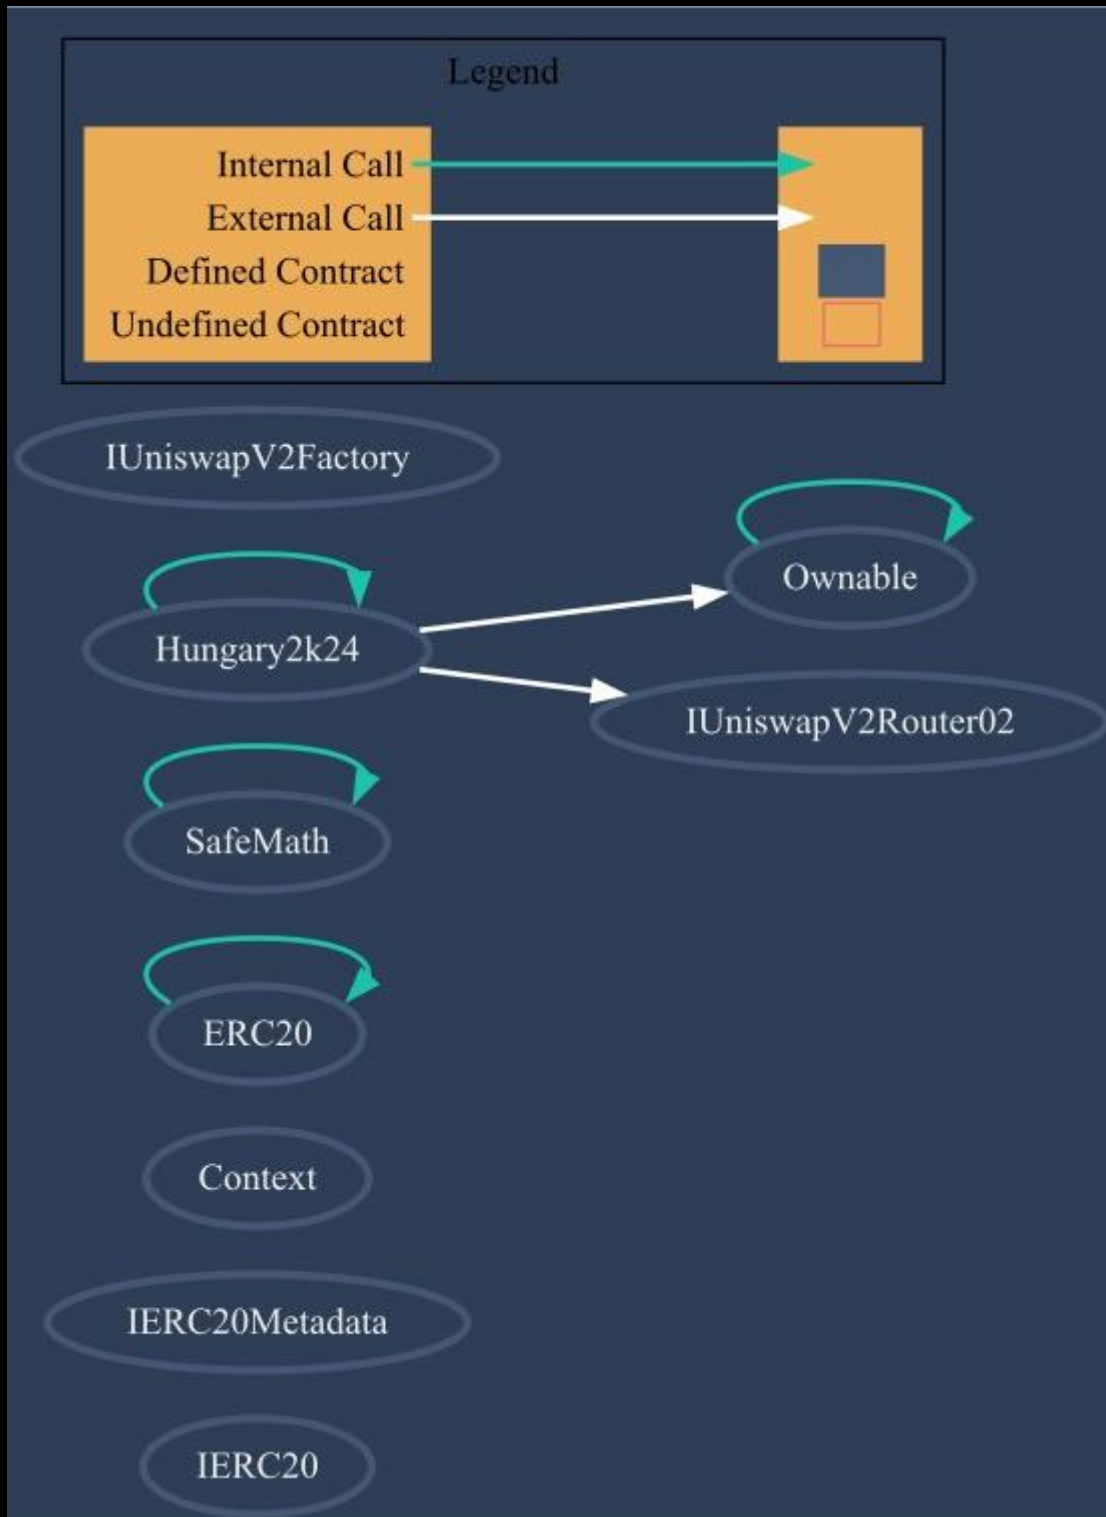 Legend
Internal Call
External Call
Defined Contract
Undefined Contract
IUniswapV2Factory
Ownable
Hungary2k24
IUniswapV2Router02
SafeMath
ERC20
Context
IERC20Metadata
IERC20